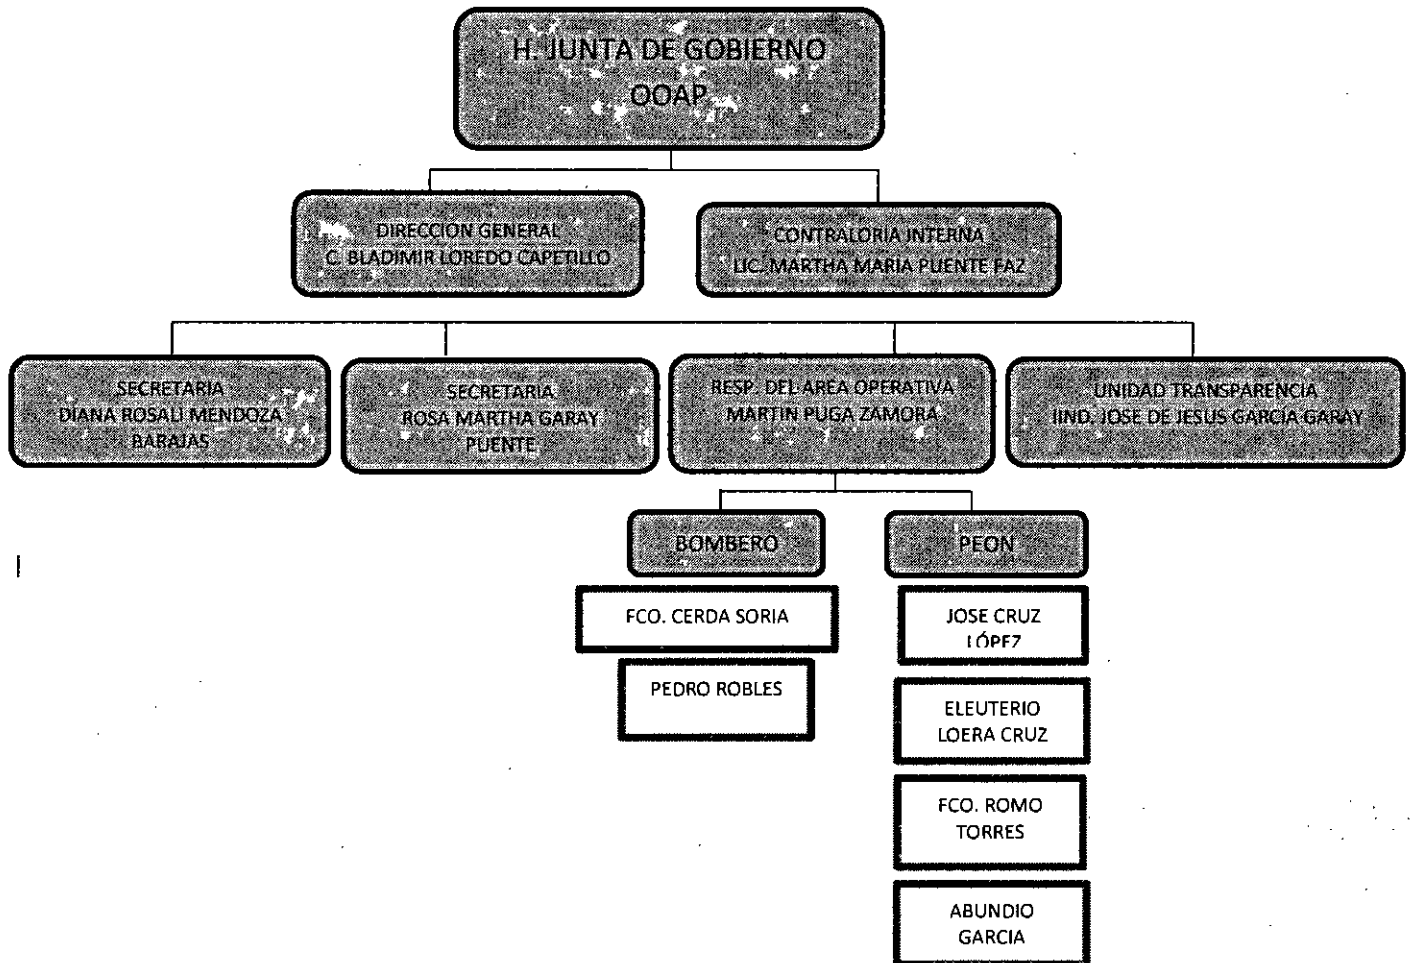 H. JUNTA DE GOBIERNO
OOAP
DIRECCION GENERAL
C. BLADIMIR LOREDO CAPETILLO
CONTRALORIA INTERNA
LIC. MARTHA MARIA PUENTE FAZ
SECRETARIA
DIANA ROSALI MENDOZA
BARAJAS
SECRETARIA
ROSA MARTHA GARAY
PUENTE
RESP. DEL AREA OPERATIVA
MARTIN PUGA ZAMORA
UNIDAD TRANSPARENCIA
IIND. JOSE DE JESUS GARCIA GARAY
BOMBERO
PEON
FCO. CERDA SORIA
PEDRO ROBLES
JOSE CRUZ
LÓPEZ
ELEUTERIO
LOERA CRUZ
FCO. ROMO
TORRES
ABUNDIO
GARCIA